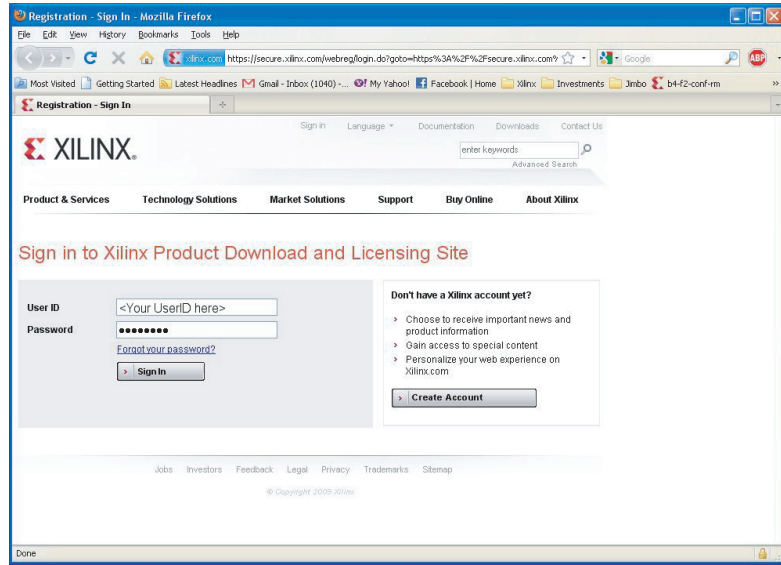 Registration - Sign In - Mozilla Firefox
File Edit View History Bookmarks Tools Help
xilinx.com https://secure.xilinx.com/webreg/login.do?goto=https%3A%2F%2Fsecure.xilinx.com% Google ABP
Most Visited Getting Started Latest Headlines Gmail - Inbox (1040) -... My Yahoo! Facebook | Home Xilinx Investments Jimbo b4-f2-conf-rm »
Registration - Sign In
Sign in Language Documentation Downloads Contact Us
XILINX®
enter keywords
Advanced Search
Product & Services Technology Solutions Market Solutions Support Buy Online About Xilinx
Sign in to Xilinx Product Download and Licensing Site
User ID <Your UserID here>
Password ●●●●●●●●
Forgot your password?
Sign In
Don't have a Xilinx account yet?
Choose to receive important news and
product information
Gain access to special content
Personalize your web experience on
Xilinx.com
Create Account
Jobs Investors Feedback Legal Privacy Trademarks Sitemap
© Copyright 2009 Xilinx
Done